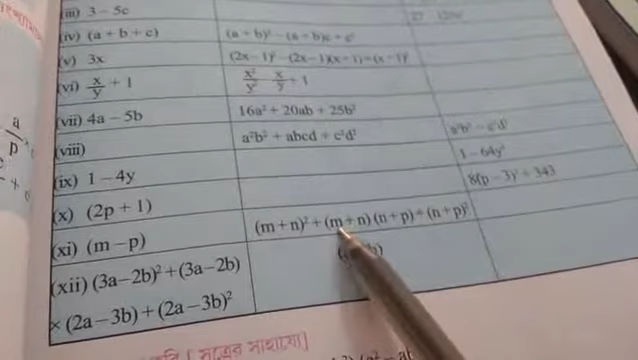 (iii) 3 – 5c
(iv) (a + b + c) (a + b)² – (a + b)c + c²
(v) 3x (2x – 1)² – (2x – 1)(x – 1) + (x – 1)²
(vi) x/y + 1 x²/y² – x/y + 1
(vii) 4a – 5b 16a² + 20ab + 25b²
(viii) a²b² + abcd + c²d² a³b³ – c³d³
(ix) 1 – 4y 1 – 64y³
(x) (2p + 1) 8(p – 3)³ + 343
(xi) (m – p) (m + n)² + (m + n) (n + p) + (n + p)²
(xii) (3a – 2b)² + (3a – 2b)
× (2a – 3b) + (2a – 3b)²